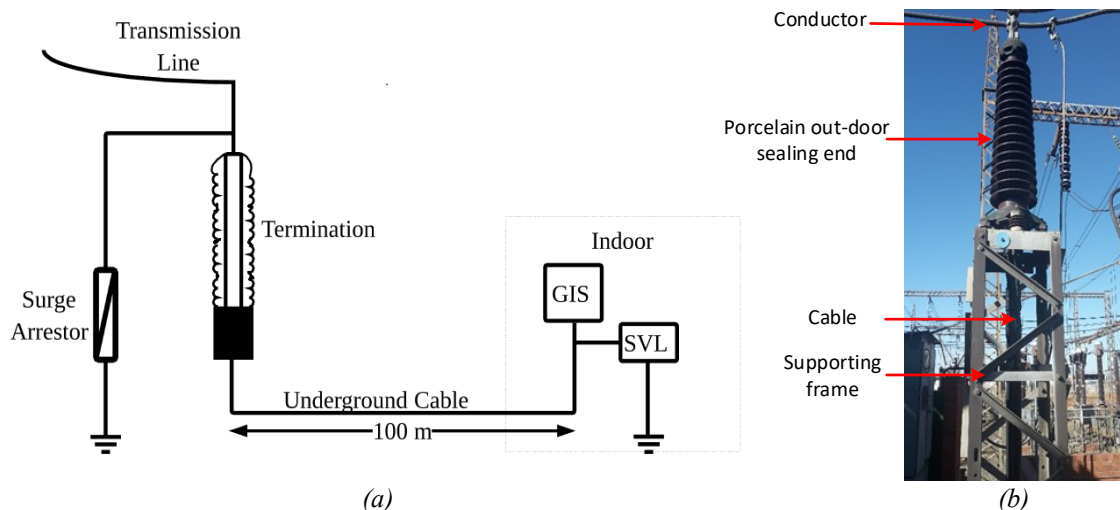 Transmission
Line
Termination
Surge
Arrestor
Indoor
GIS
SVL
Underground Cable
100 m
(a)
Conductor
Porcelain out-door
sealing end
Cable
Supporting
frame
(b)